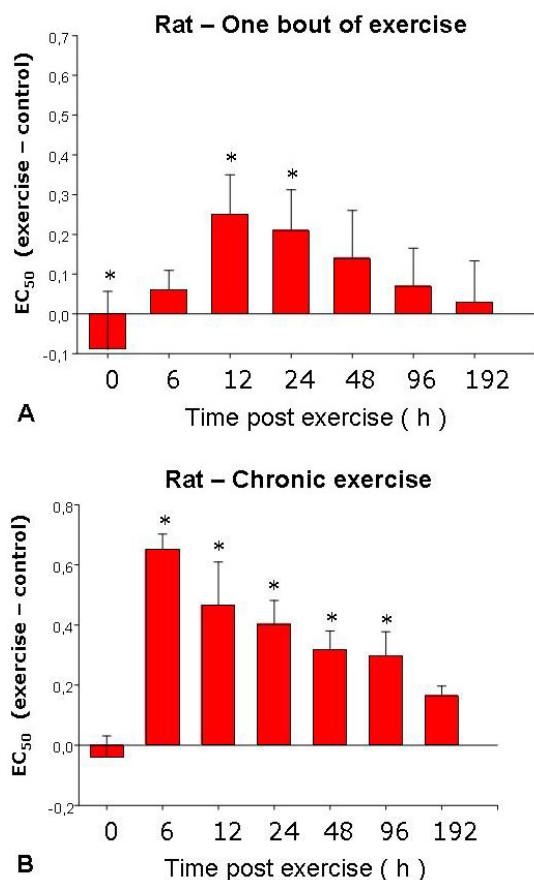 Rat – One bout of exercise
EC50 (exercise – control)
0,7
0,6
0,5
0,4
0,3
0,2
0,1
0,0
-0,1
* * *
0 6 12 24 48 96 192
A
Time post exercise ( h )
Rat – Chronic exercise
EC50 (exercise – control)
0,8
0,6
0,4
0,2
0,0
-0,2
* * * * *
0 6 12 24 48 96 192
B
Time post exercise ( h )